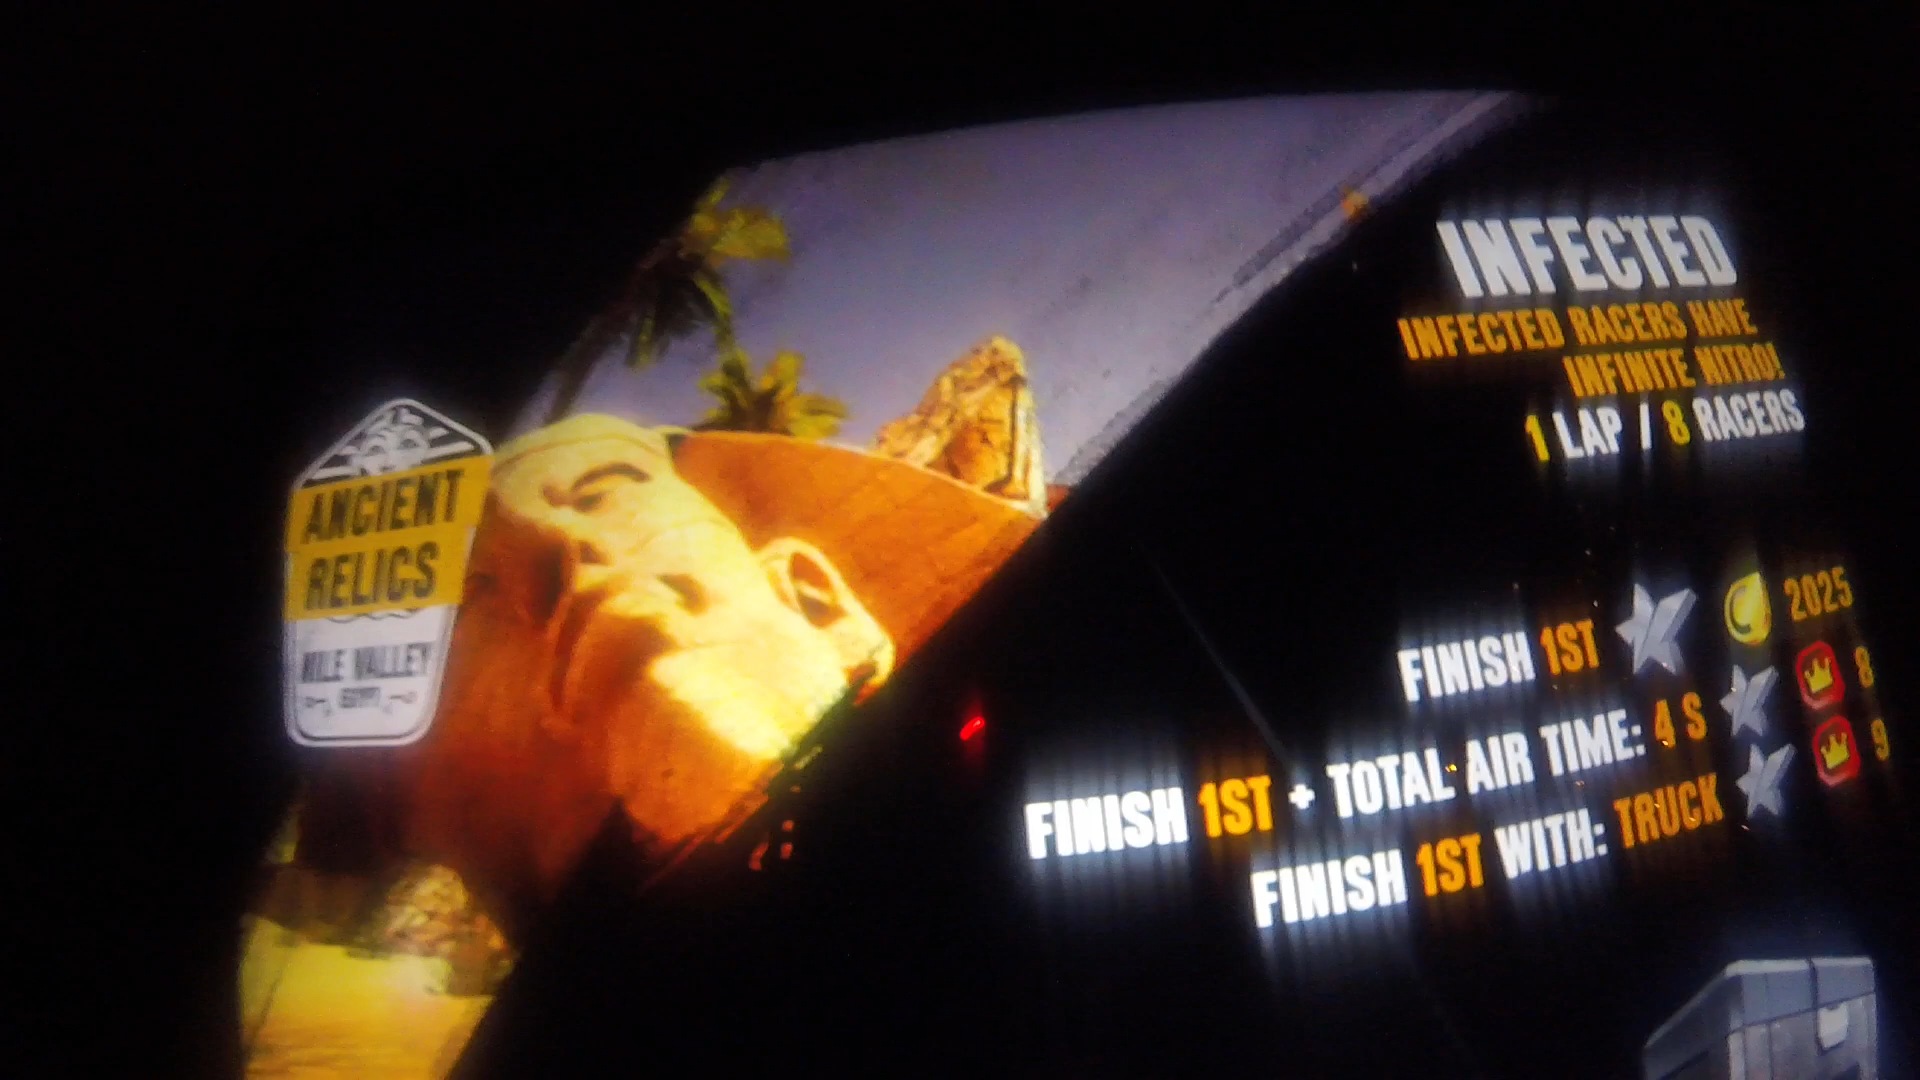 ANCIENT
RELICS
NILE VALLEY
EGYPT
INFECTED
INFECTED RACERS HAVE
INFINITE NITRO!
1 LAP / 8 RACERS
FINISH 1ST 2025
FINISH 1ST + TOTAL AIR TIME: 4 S 8
FINISH 1ST WITH: TRUCK 9